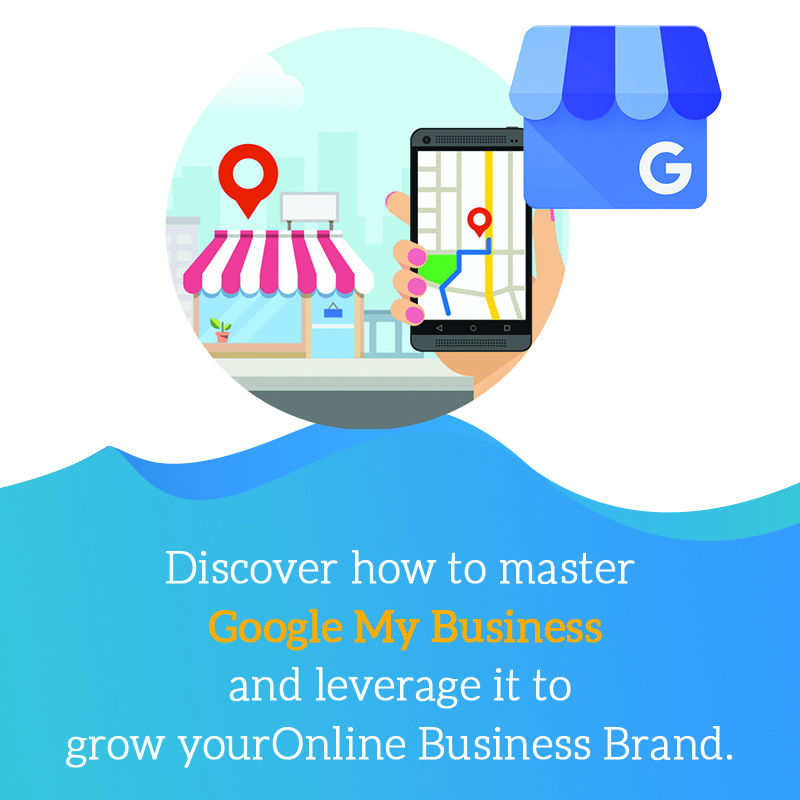 G
Discover how to master
Google My Business
and leverage it to
grow yourOnline Business Brand.